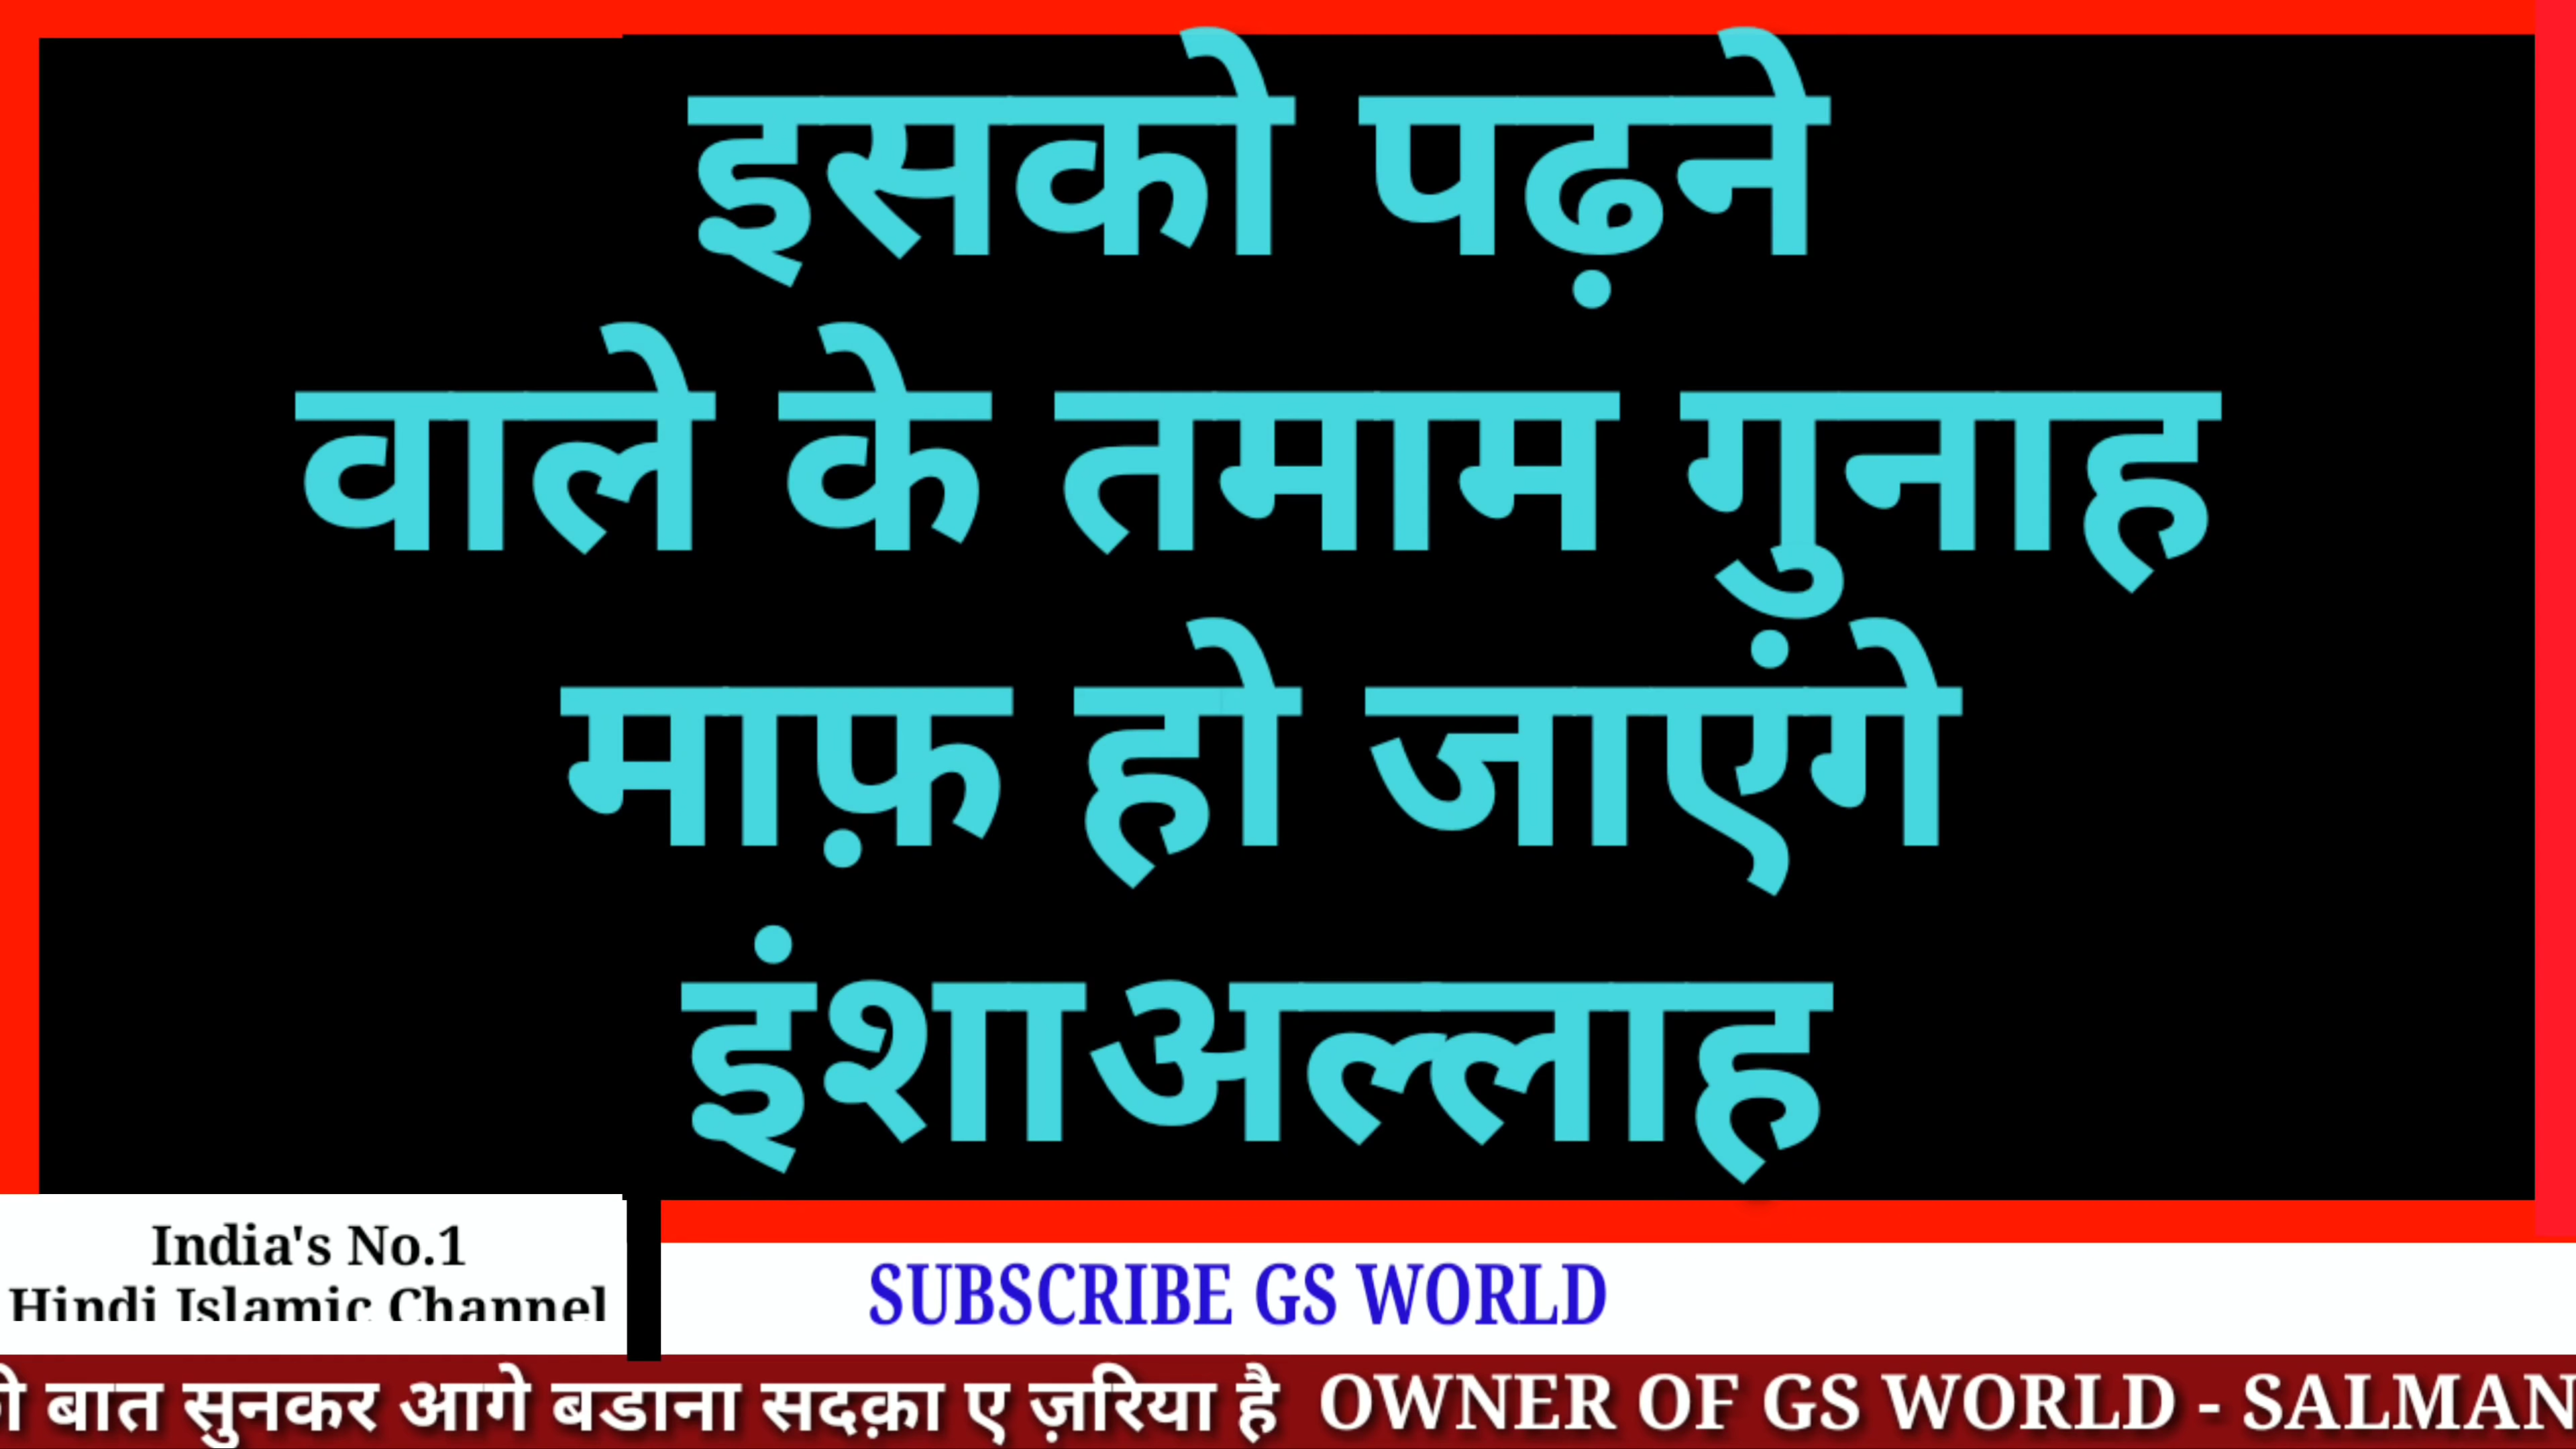 इसको पढ़ने
वाले के तमाम गुनाह
माफ़ हो जाएंगे
इंशाअल्लाह
India's No.1
Hindi Islamic Channel
SUBSCRIBE GS WORLD
बात सुनकर आगे बडाना सदक़ा ए ज़रिया है OWNER OF GS WORLD - SALMAN